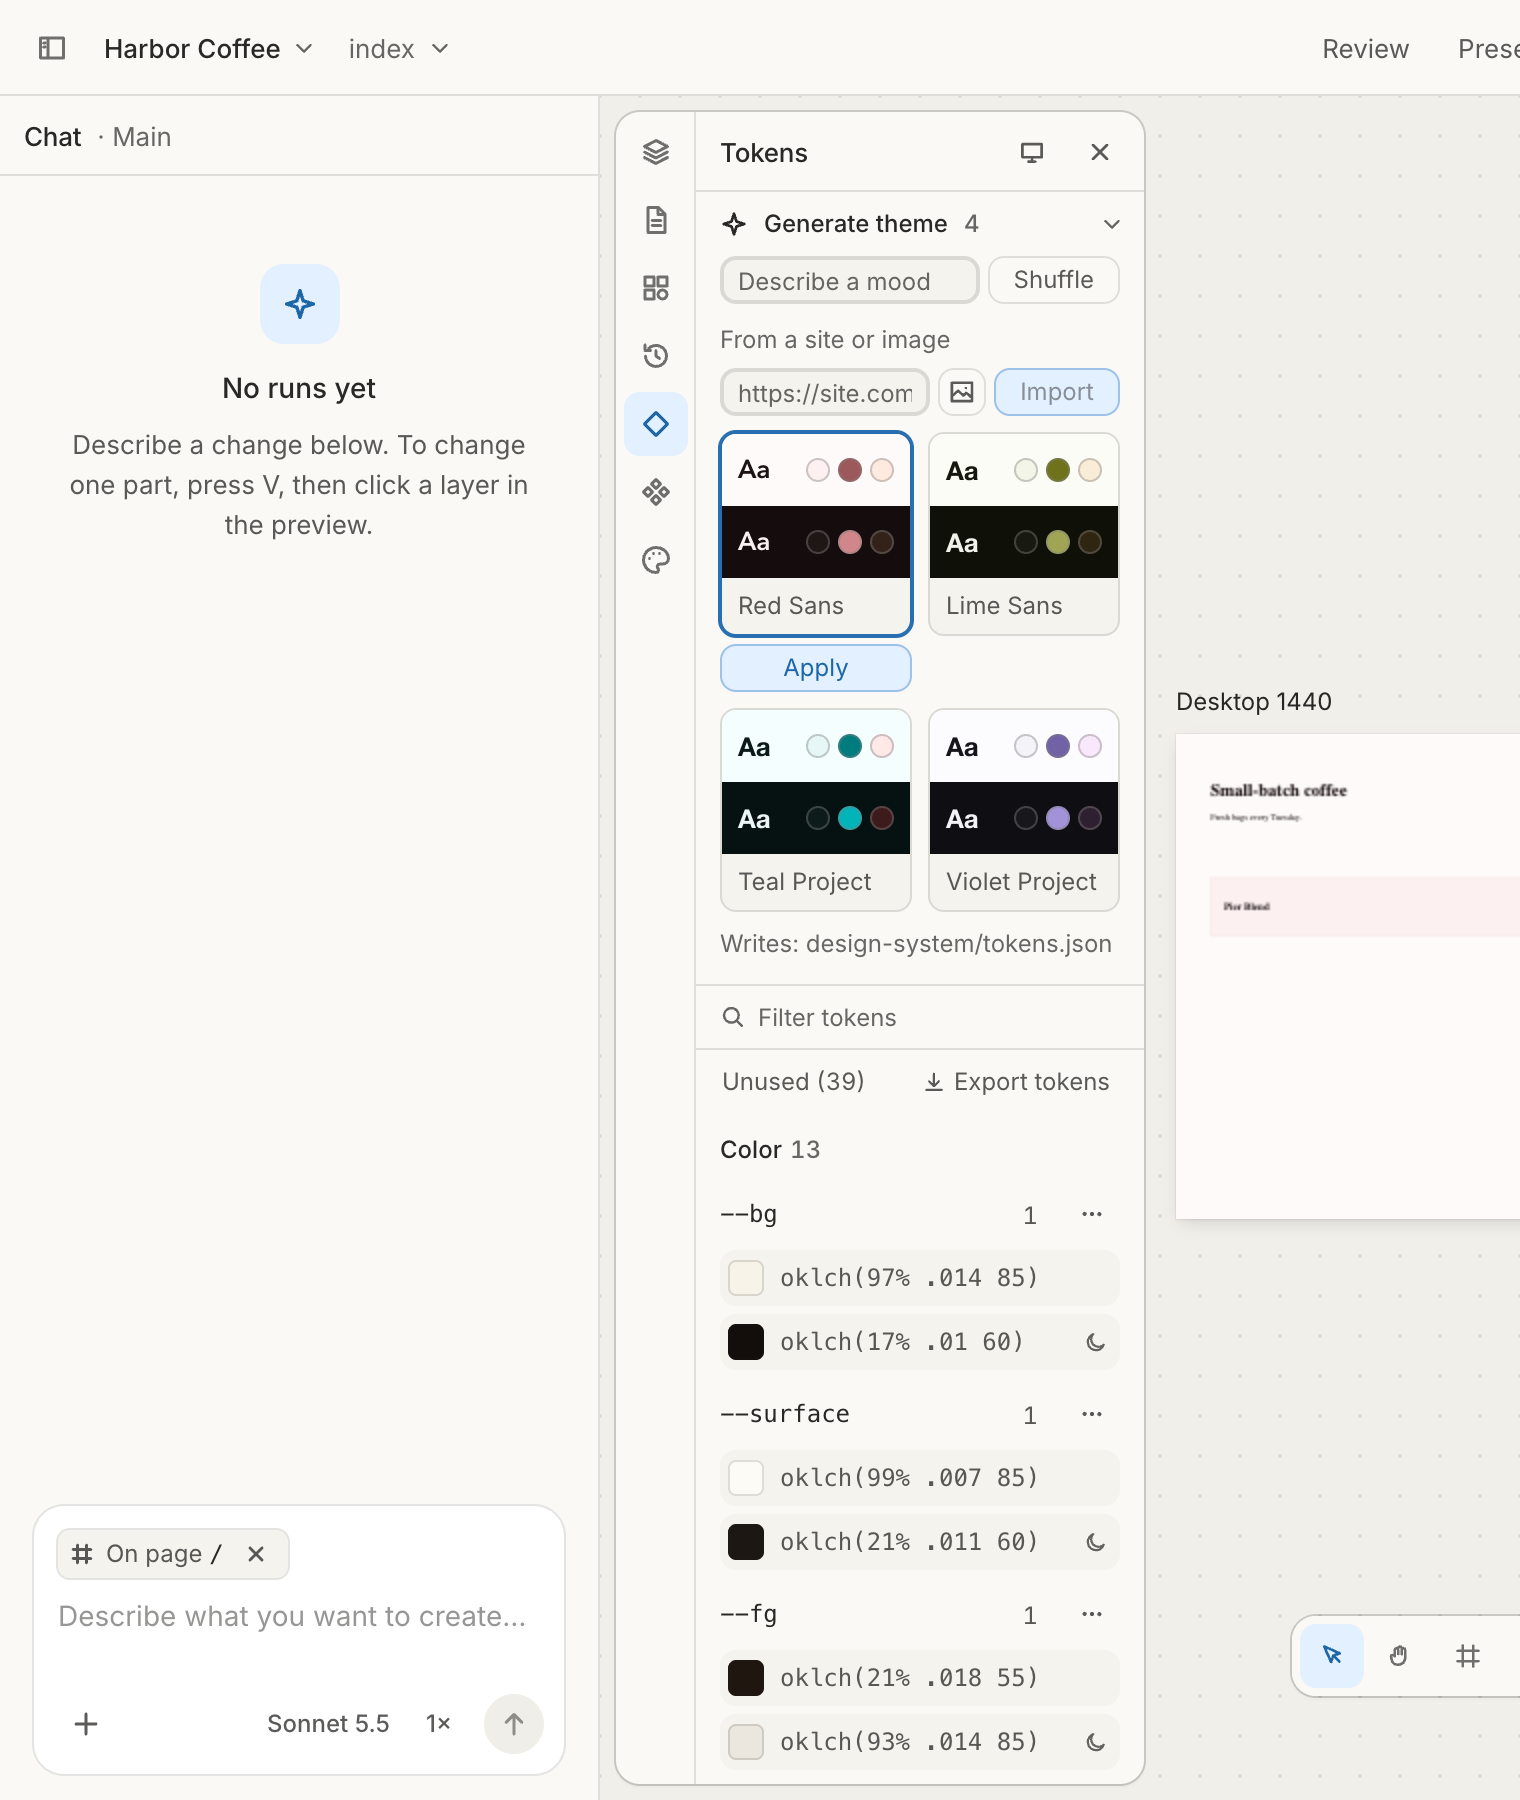 Harbor Coffee
index
Review
Prese
Chat · Main
No runs yet
Describe a change below. To change
one part, press V, then click a layer in
the preview.
On page /
Describe what you want to create...
Sonnet 5.5
1×
Tokens
Generate theme 4
Describe a mood
Shuffle
From a site or image
https://site.com
Import
Aa
Aa
Red Sans
Aa
Aa
Lime Sans
Apply
Aa
Aa
Teal Project
Aa
Aa
Violet Project
Writes: design-system/tokens.json
Filter tokens
Unused (39)
Export tokens
Color 13
--bg 1
oklch(97% .014 85)
oklch(17% .01 60)
--surface 1
oklch(99% .007 85)
oklch(21% .011 60)
--fg 1
oklch(21% .018 55)
oklch(93% .014 85)
Desktop 1440
Small-batch coffee
Fresh bags every Tuesday.
Pier Blend